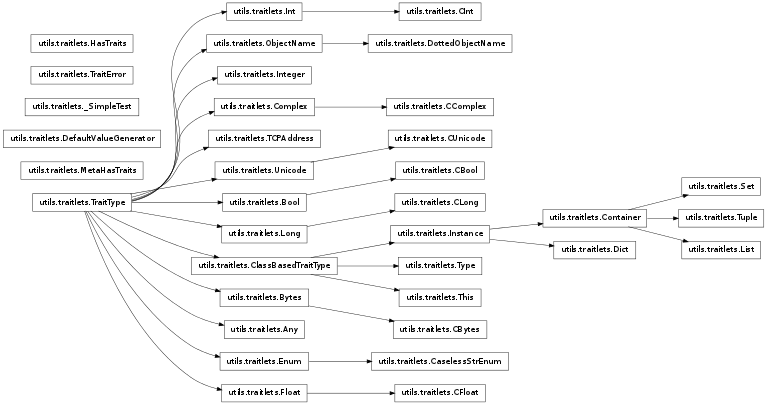 utils.traitlets.Int
utils.traitlets.CInt
utils.traitlets.HasTraits
utils.traitlets.ObjectName
utils.traitlets.DottedObjectName
utils.traitlets.TraitError
utils.traitlets.Integer
utils.traitlets._SimpleTest
utils.traitlets.Complex
utils.traitlets.CComplex
utils.traitlets.DefaultValueGenerator
utils.traitlets.TCPAddress
utils.traitlets.CUnicode
utils.traitlets.MetaHasTraits
utils.traitlets.Unicode
utils.traitlets.CBool
utils.traitlets.Set
utils.traitlets.TraitType
utils.traitlets.Bool
utils.traitlets.CLong
utils.traitlets.Container
utils.traitlets.Tuple
utils.traitlets.Long
utils.traitlets.Instance
utils.traitlets.Dict
utils.traitlets.List
utils.traitlets.ClassBasedTraitType
utils.traitlets.Type
utils.traitlets.Bytes
utils.traitlets.This
utils.traitlets.Any
utils.traitlets.CBytes
utils.traitlets.Enum
utils.traitlets.CaselessStrEnum
utils.traitlets.Float
utils.traitlets.CFloat